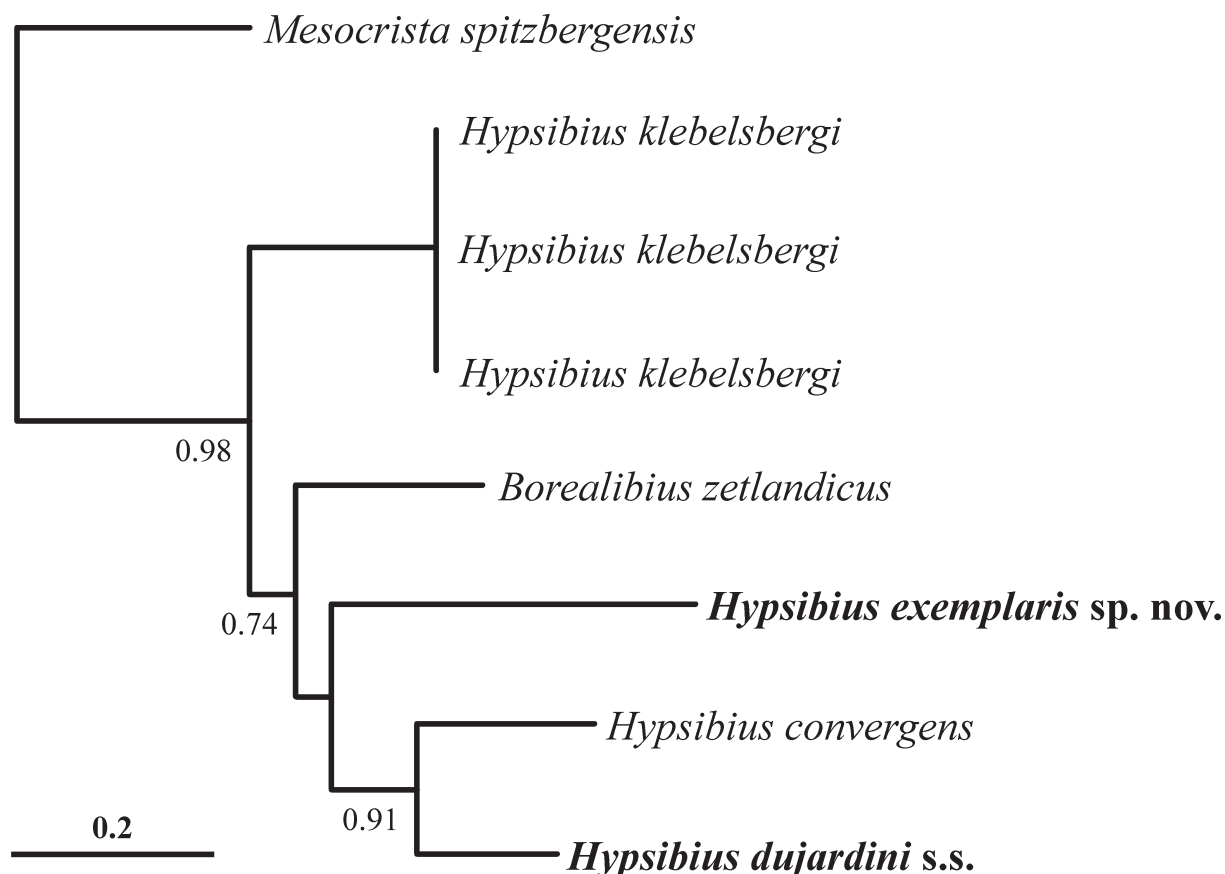 Mesocrista spitzbergensis
Hypsibius klebelsbergi
Hypsibius klebelsbergi
Hypsibius klebelsbergi
0.98
Borealibius zetlandicus
Hypsibius exemplaris sp. nov.
0.74
Hypsibius convergens
0.91
0.2
Hypsibius dujardini s.s.